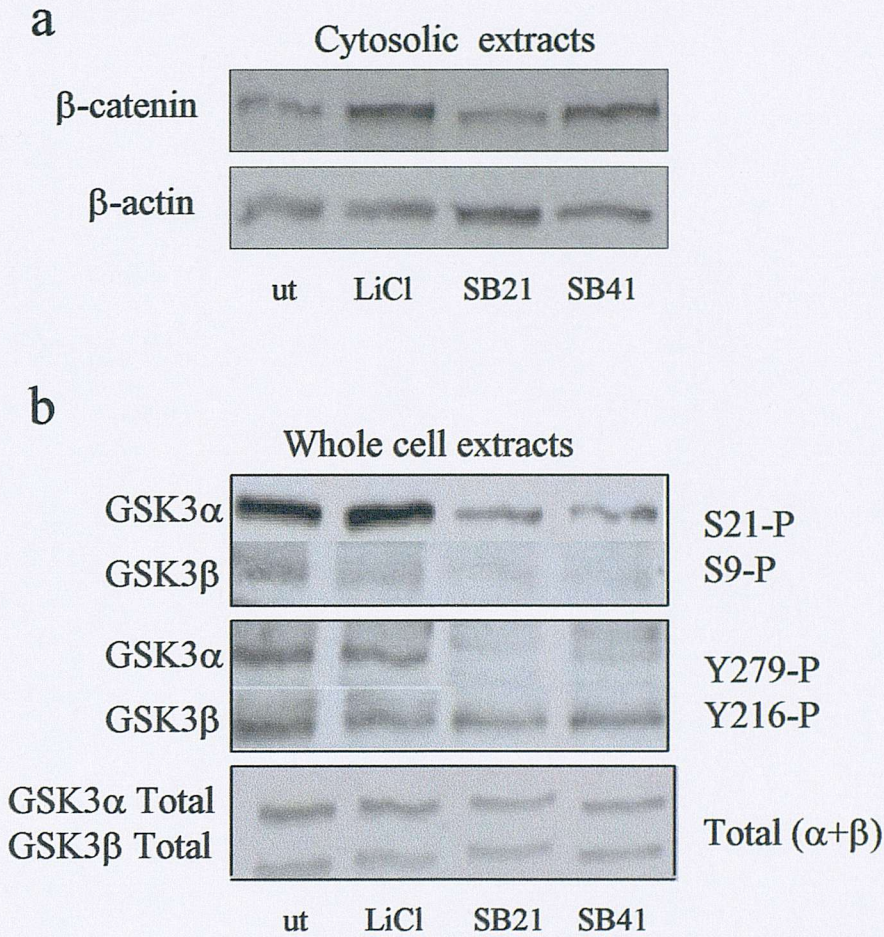 a
Cytosolic extracts
β-catenin
β-actin
ut LiCl SB21 SB41
b
Whole cell extracts
GSK3α S21-P
GSK3β S9-P
GSK3α Y279-P
GSK3β Y216-P
GSK3α Total
GSK3β Total
Total (α+β)
ut LiCl SB21 SB41